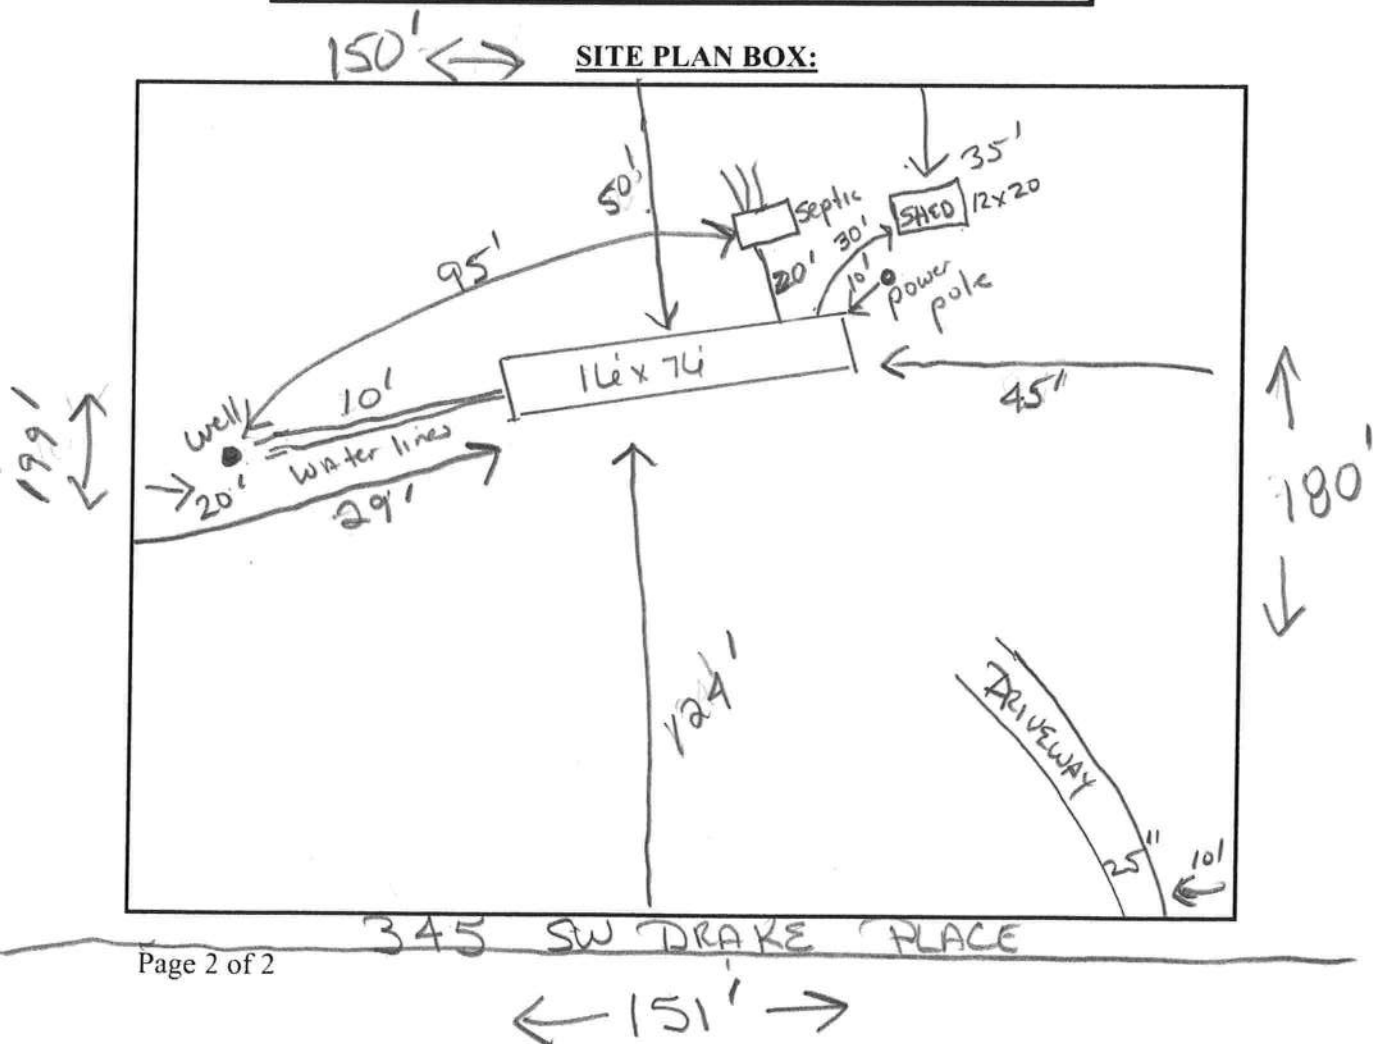 150'
SITE PLAN BOX:
50'
35'
septic
SHED
12x20
30'
95'
20'
10'
power
pole
16' x 76'
10'
45'
well
199'
water lines
20'
29'
180'
124'
DRIVEWAY
25"
10'
345 SW DRAKE PLACE
Page 2 of 2
151'